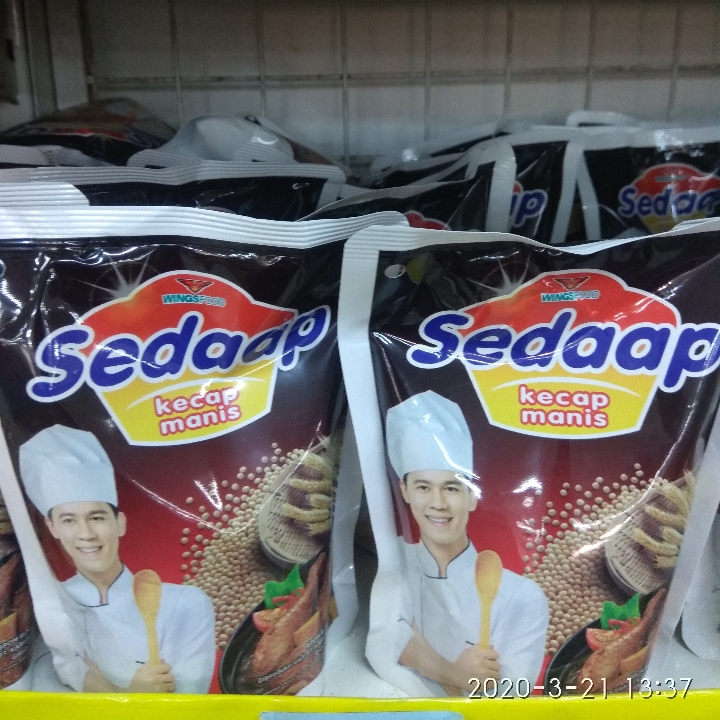 WINGSFOOD
Sedaap
kecap
manis
WINGSFOOD
Sedaap
kecap
manis
Sedaap
2020-3-21 13:37